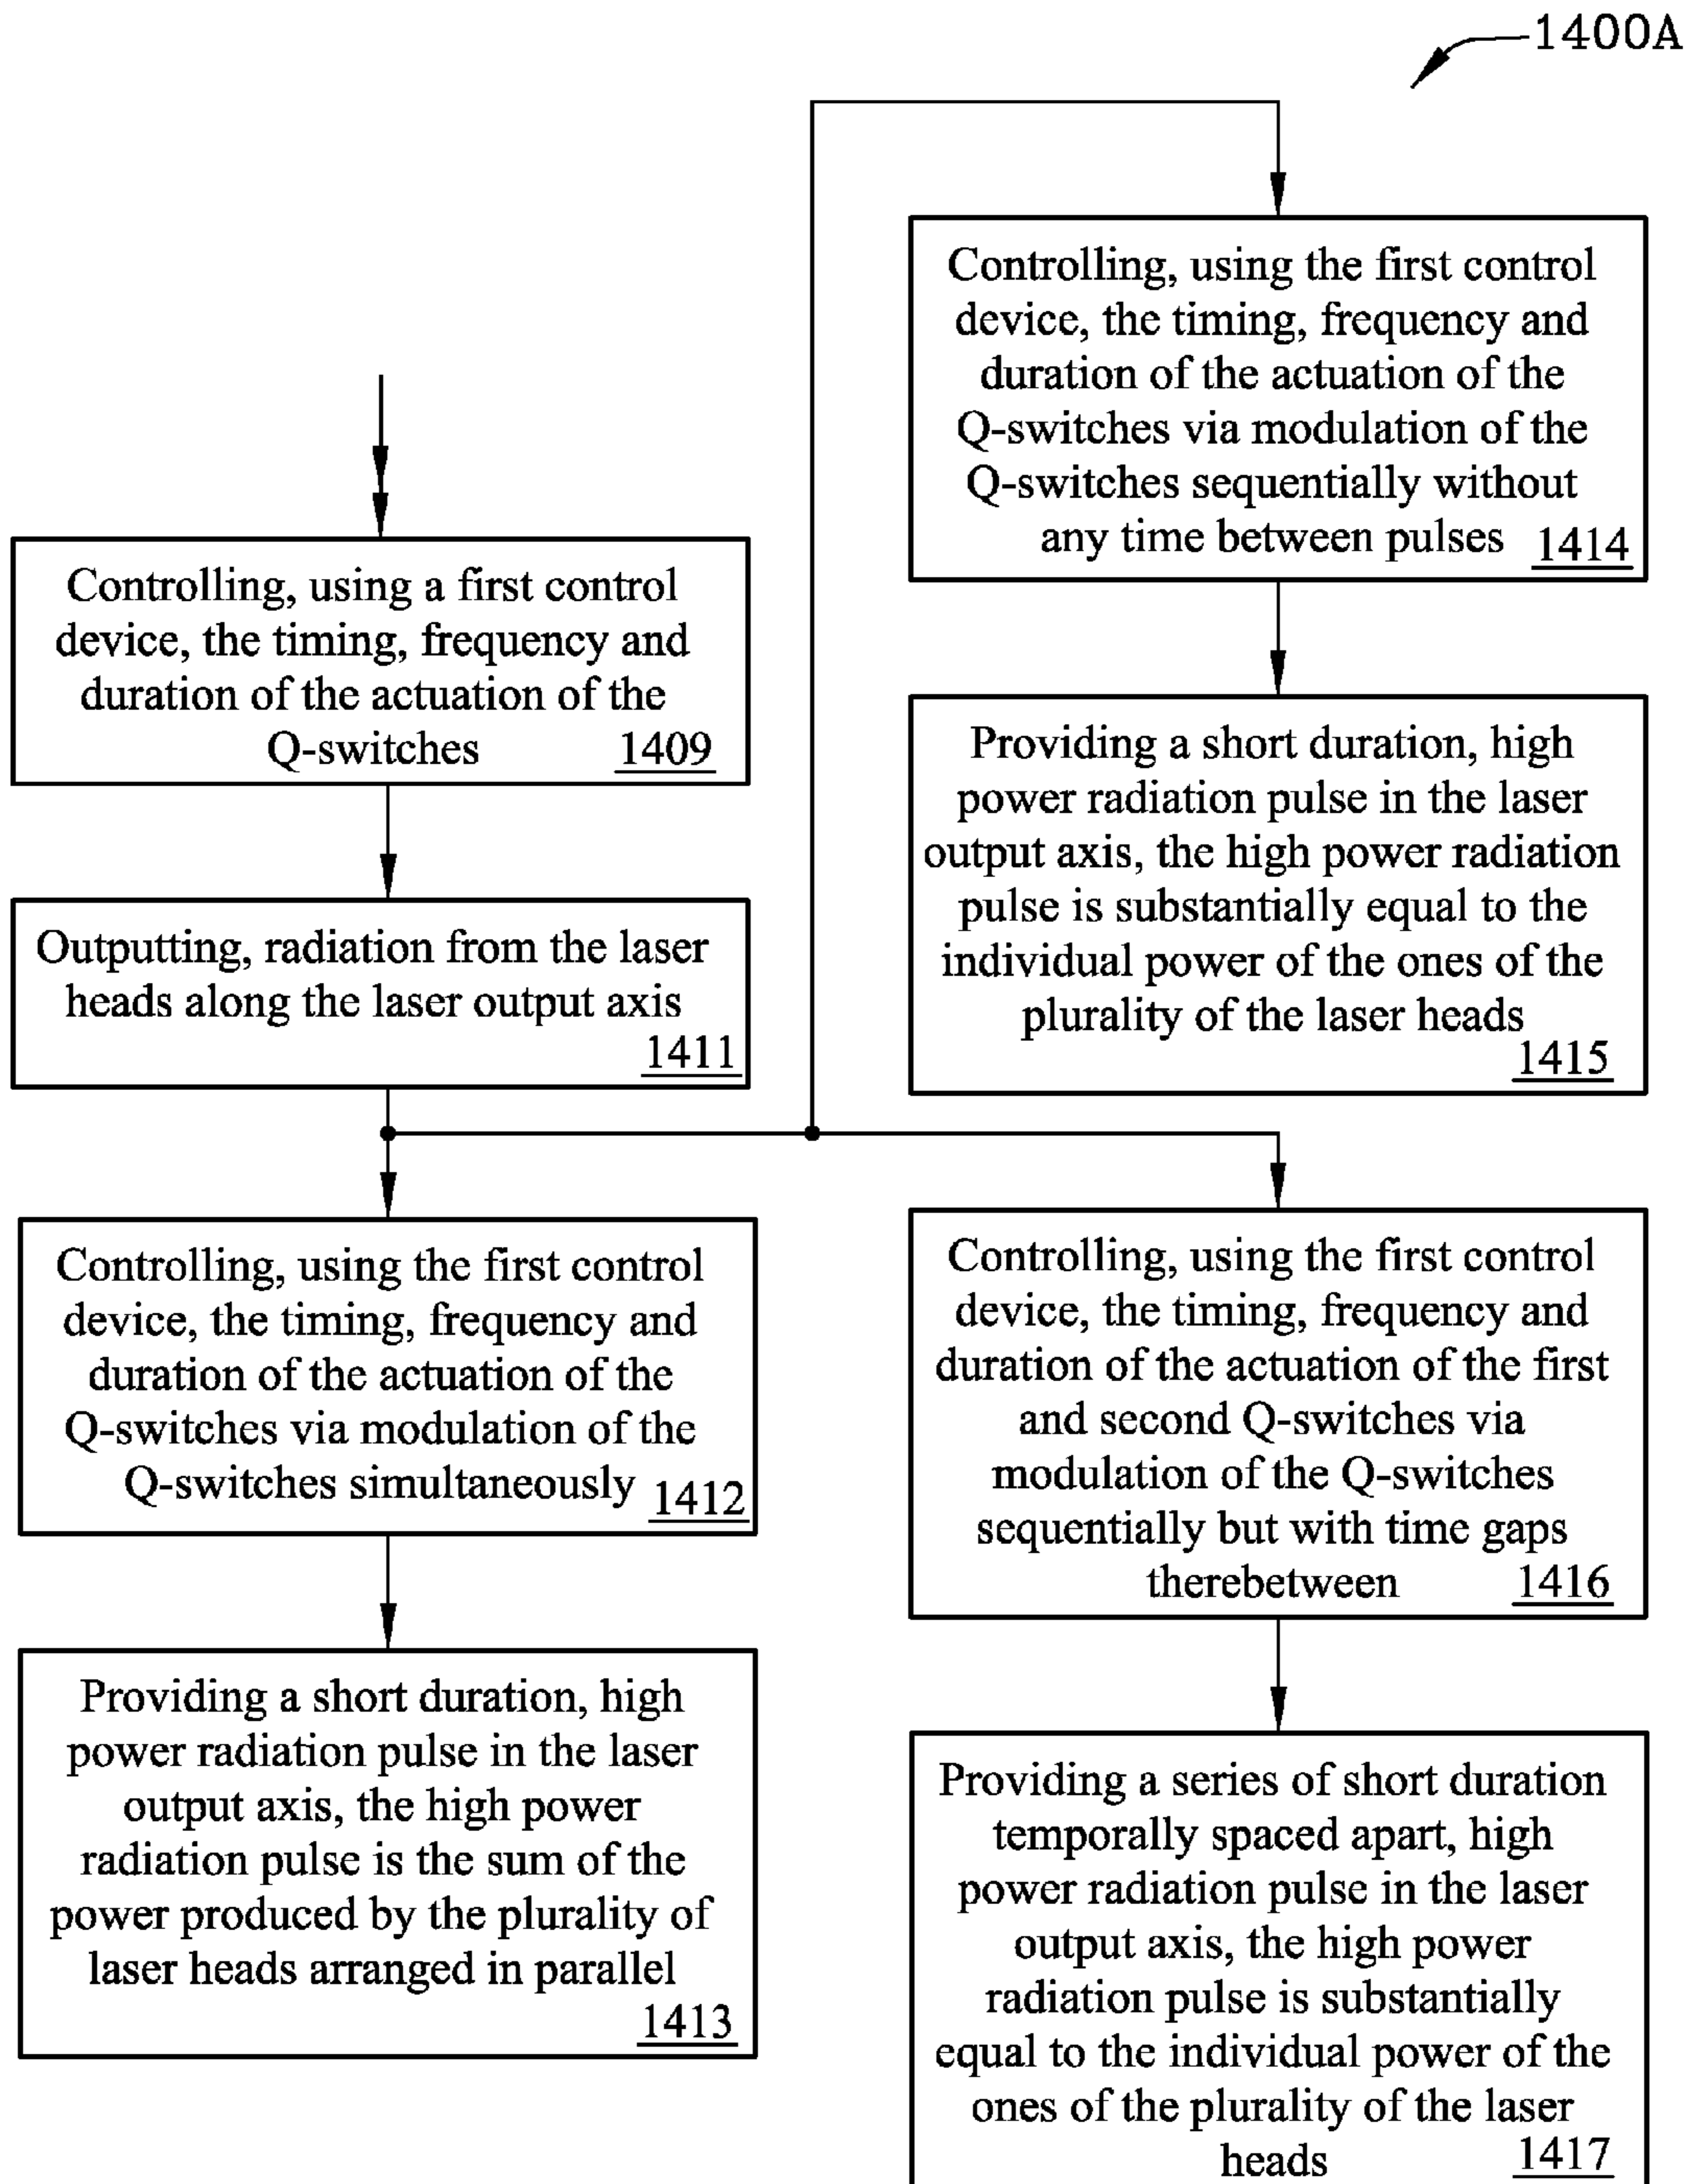 1400A
Controlling, using a first control
device, the timing, frequency and
duration of the actuation of the
Q-switches 1409
Outputting, radiation from the laser
heads along the laser output axis
1411
Controlling, using the first control
device, the timing, frequency and
duration of the actuation of the
Q-switches via modulation of the
Q-switches simultaneously 1412
Providing a short duration, high
power radiation pulse in the laser
output axis, the high power
radiation pulse is the sum of the
power produced by the plurality of
laser heads arranged in parallel
1413
Controlling, using the first control
device, the timing, frequency and
duration of the actuation of the
Q-switches via modulation of the
Q-switches sequentially without
any time between pulses 1414
Providing a short duration, high
power radiation pulse in the laser
output axis, the high power radiation
pulse is substantially equal to the
individual power of the ones of the
plurality of the laser heads
1415
Controlling, using the first control
device, the timing, frequency and
duration of the actuation of the first
and second Q-switches via
modulation of the Q-switches
sequentially but with time gaps
therebetween 1416
Providing a series of short duration
temporally spaced apart, high
power radiation pulse in the laser
output axis, the high power
radiation pulse is substantially
equal to the individual power of the
ones of the plurality of the laser
heads 1417